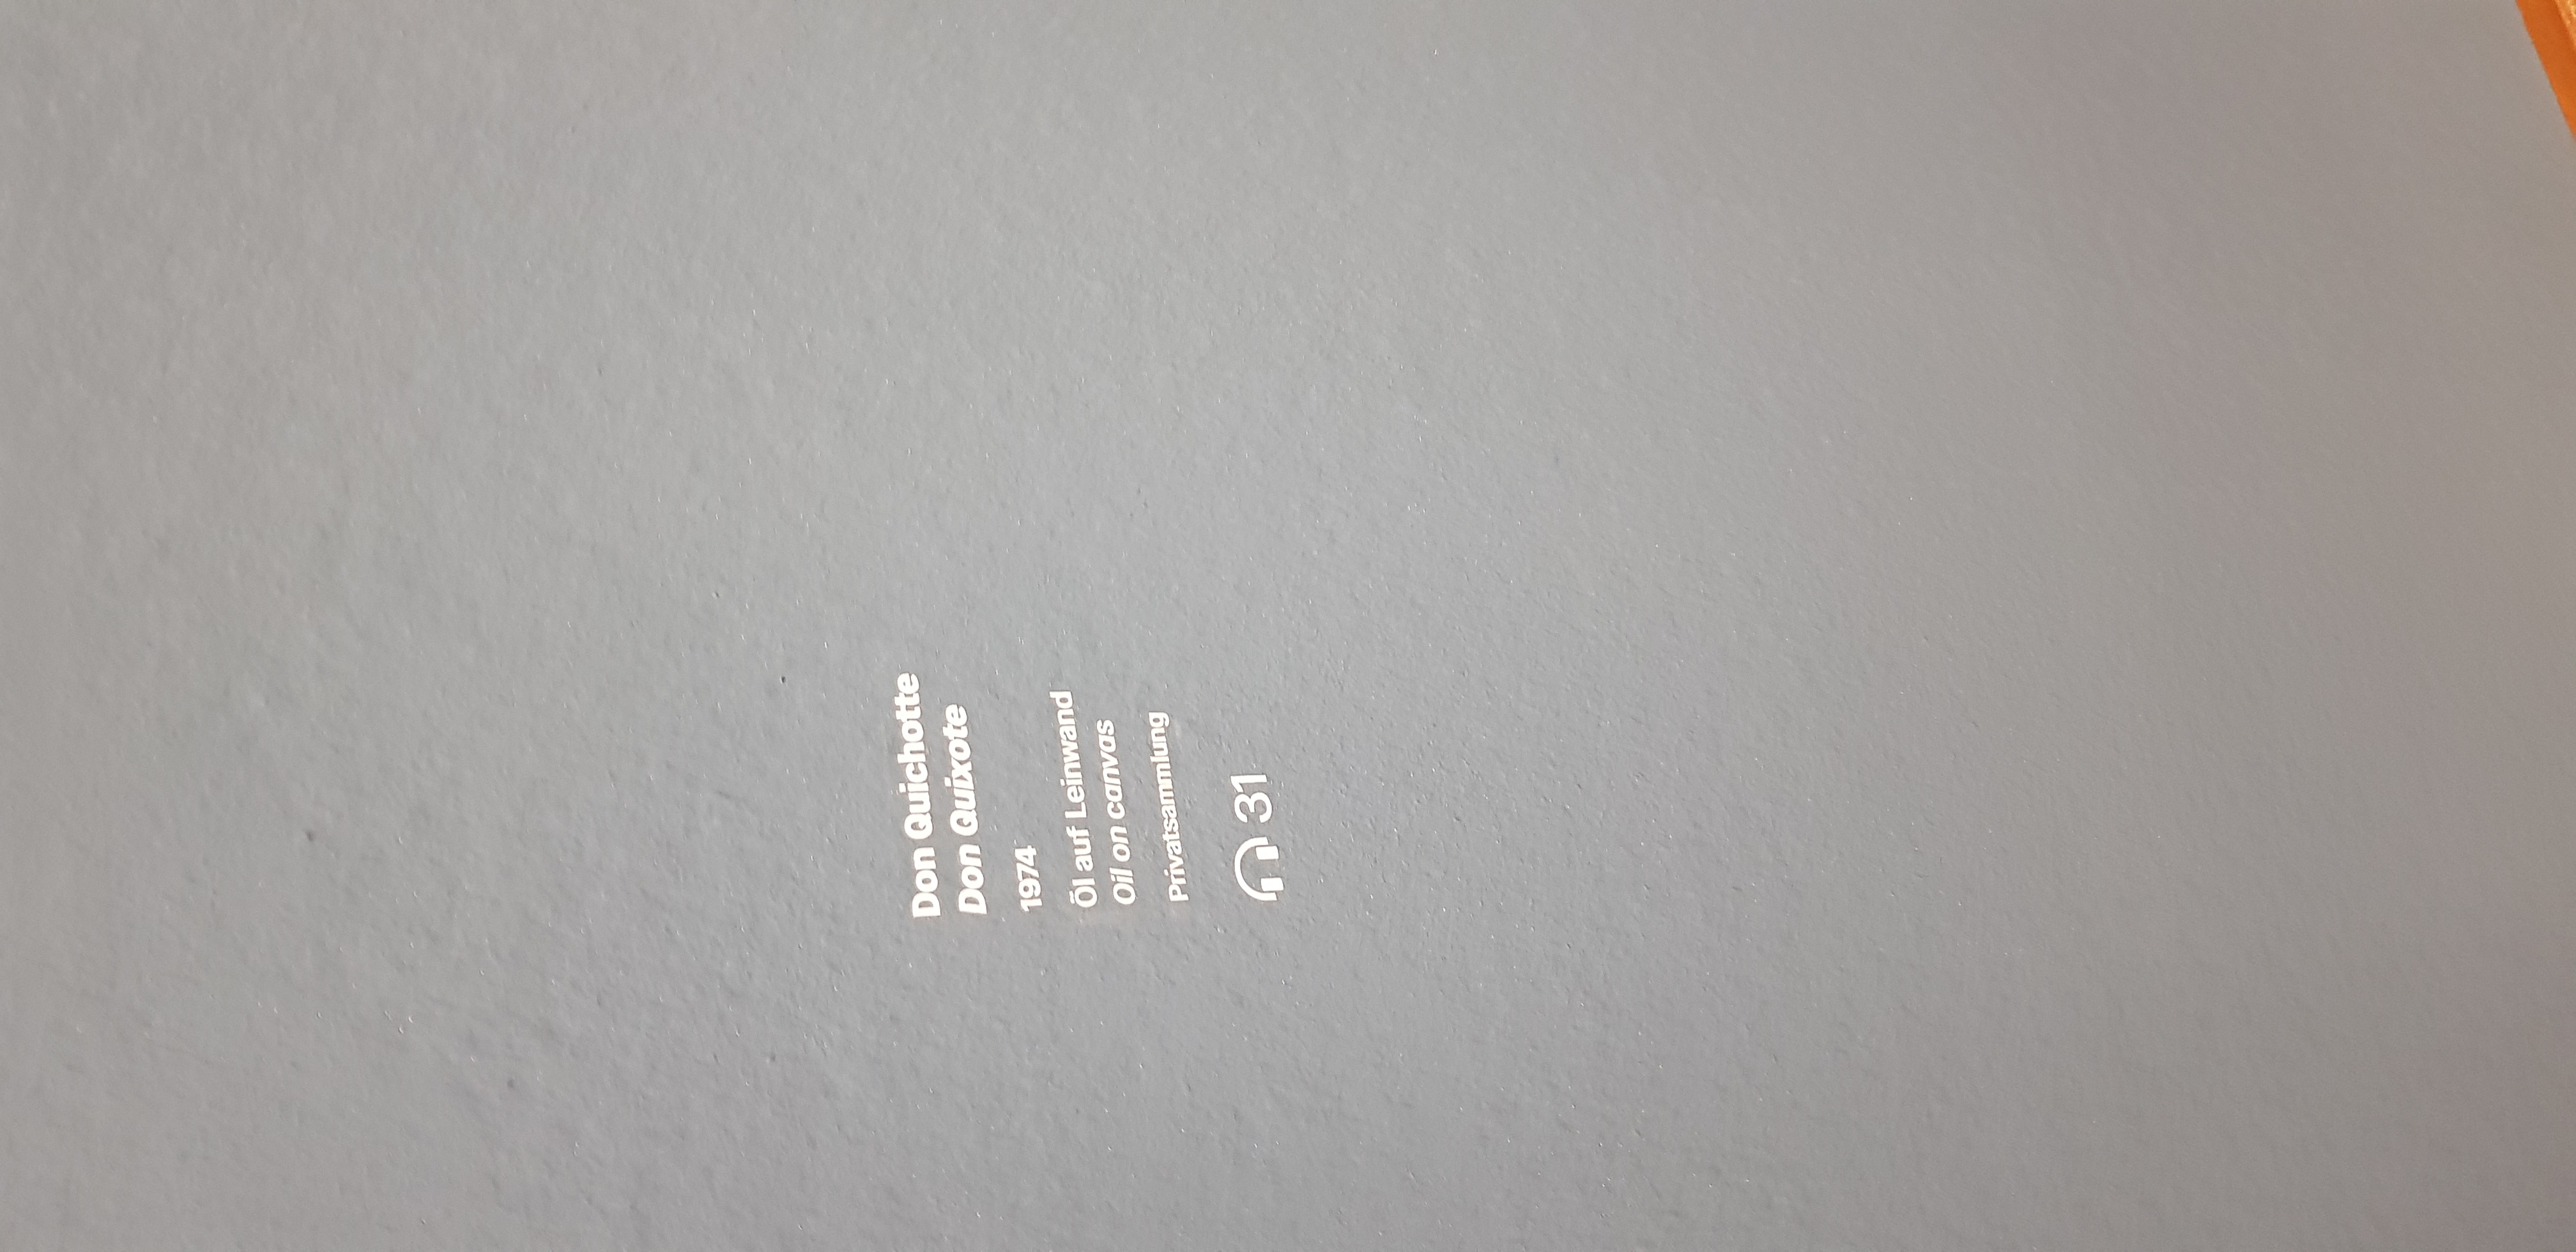 Don Quichotte
Don Quixote
1974
Öl auf Leinwand
Oil on canvas
Privatsammlung
31